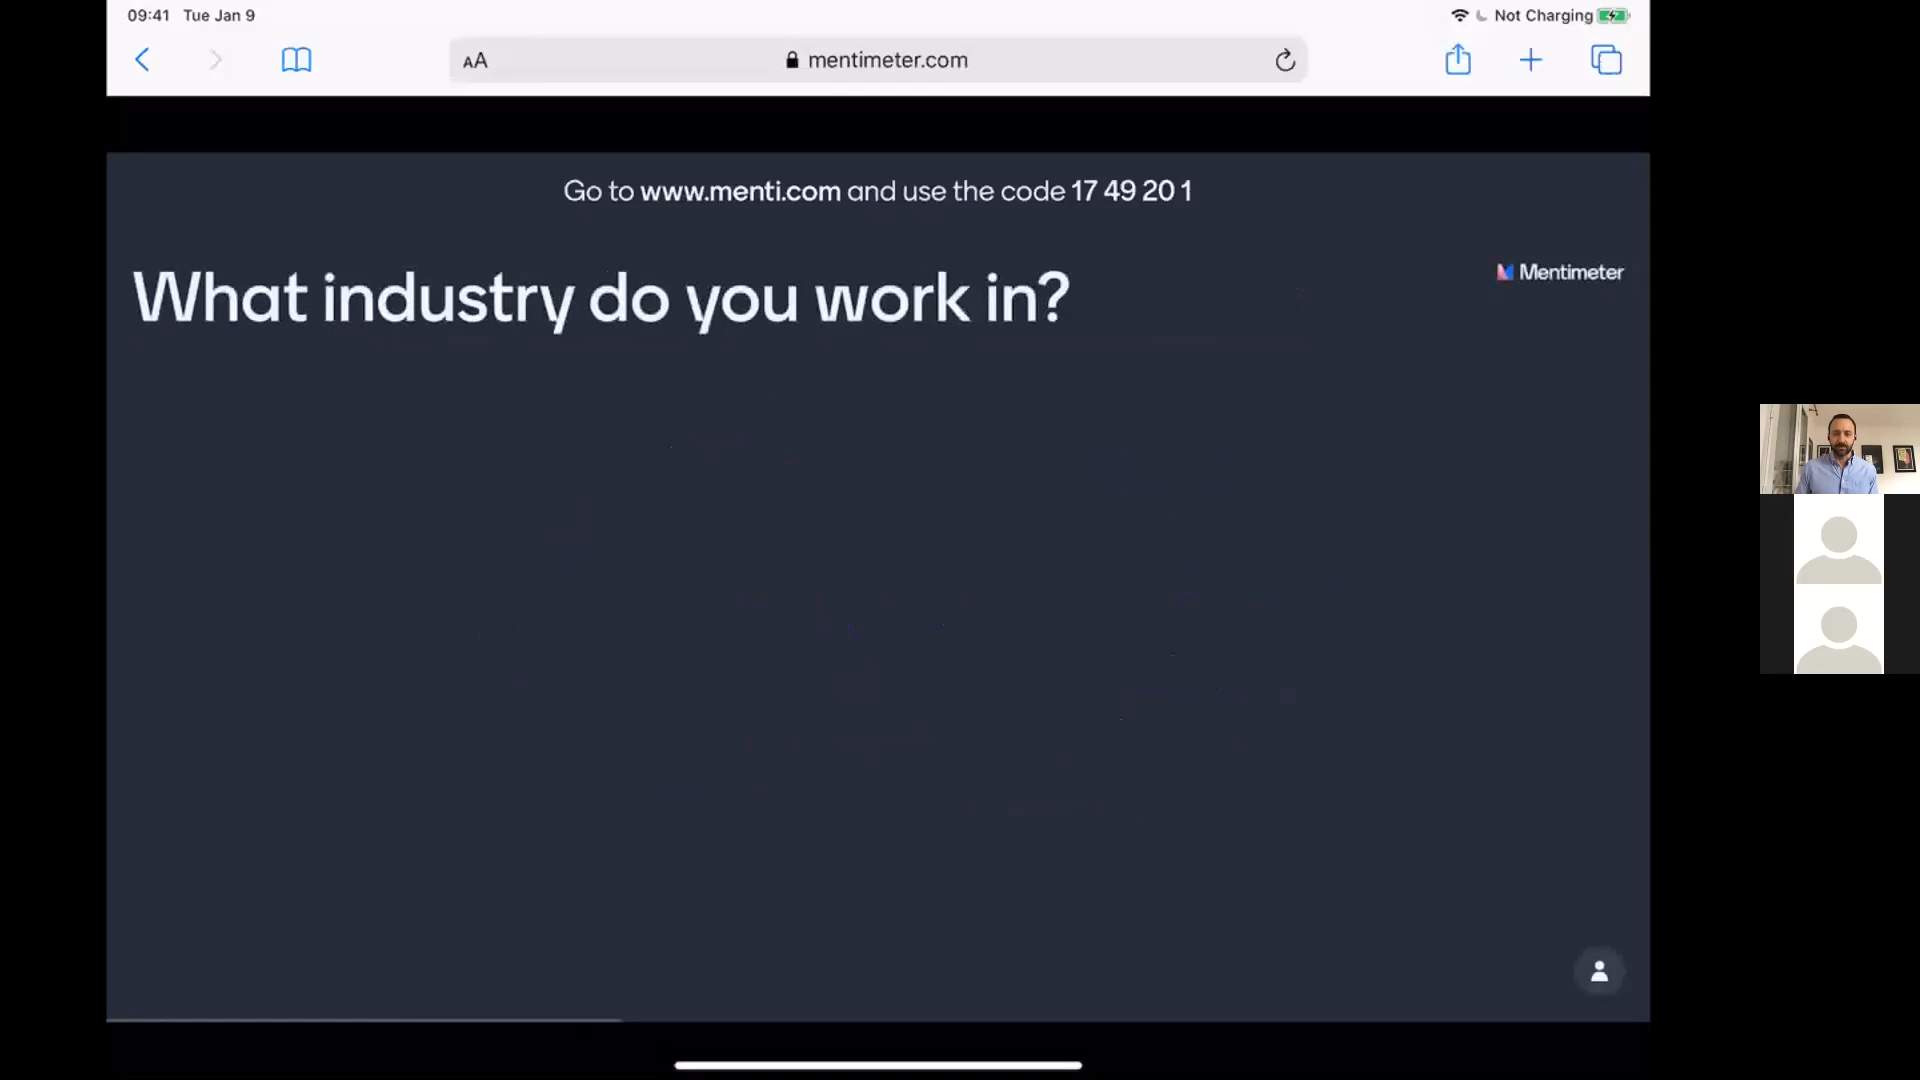 09:41 Tue Jan 9
Not Charging
AA
mentimeter.com
Go to www.menti.com and use the code 17 49 20 1
What industry do you work in?
Mentimeter